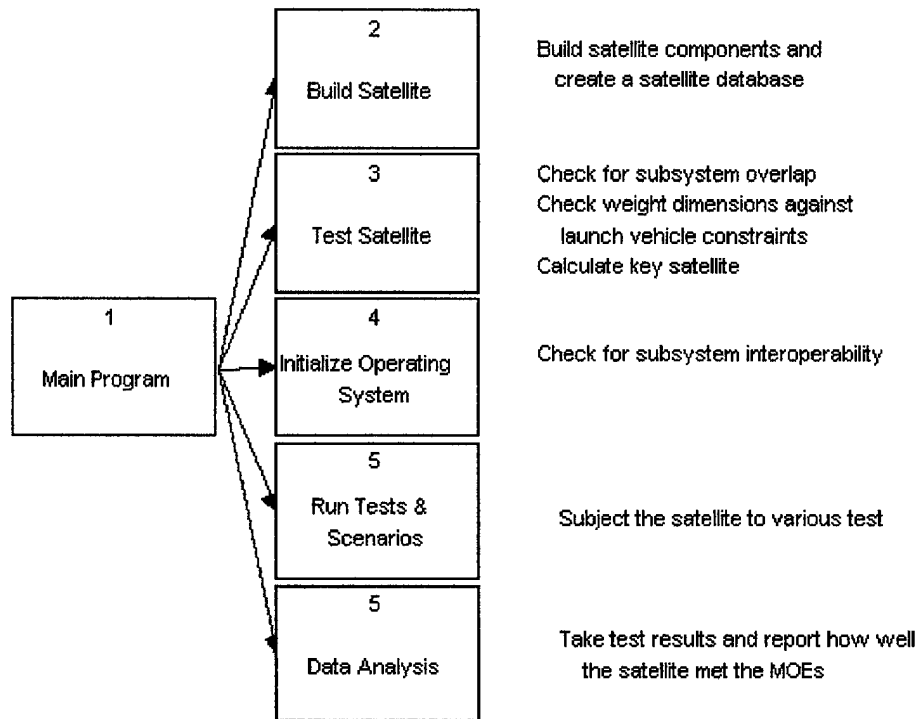 2
Build Satellite
Build satellite components and
create a satellite database
3
Test Satellite
Check for subsystem overlap
Check weight dimensions against
launch vehicle constraints
Calculate key satellite
1
Main Program
4
Initialize Operating
System
Check for subsystem interoperability
5
Run Tests &
Scenarios
Subject the satellite to various test
5
Data Analysis
Take test results and report how well
the satellite met the MOEs